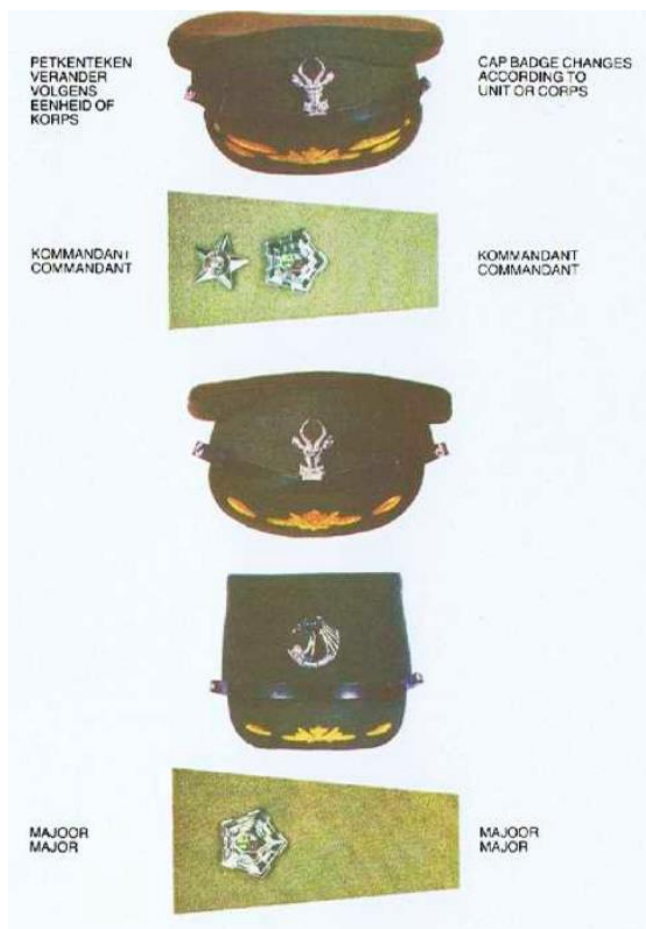 PETKENTEKEN
VERANDER
VOLGENS
EENHEID OF
KORPS
CAP BADGE CHANGES
ACCORDING TO
UNIT OR CORPS
KOMMANDANT
COMMANDANT
KOMMANDANT
COMMANDANT
MAJOOR
MAJOR
MAJOOR
MAJOR